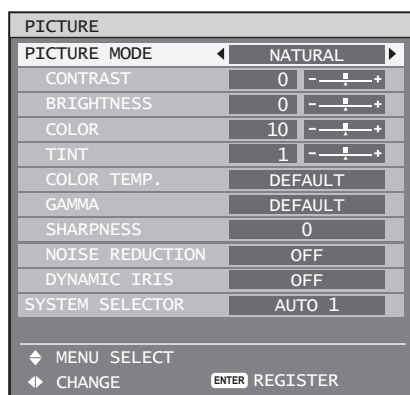 PICTURE
PICTURE MODE NATURAL
CONTRAST 0 - +
BRIGHTNESS 0 - +
COLOR 10 - +
TINT 1 - +
COLOR TEMP. DEFAULT
GAMMA DEFAULT
SHARPNESS 0
NOISE REDUCTION OFF
DYNAMIC IRIS OFF
SYSTEM SELECTOR AUTO 1
MENU SELECT
CHANGE ENTER REGISTER